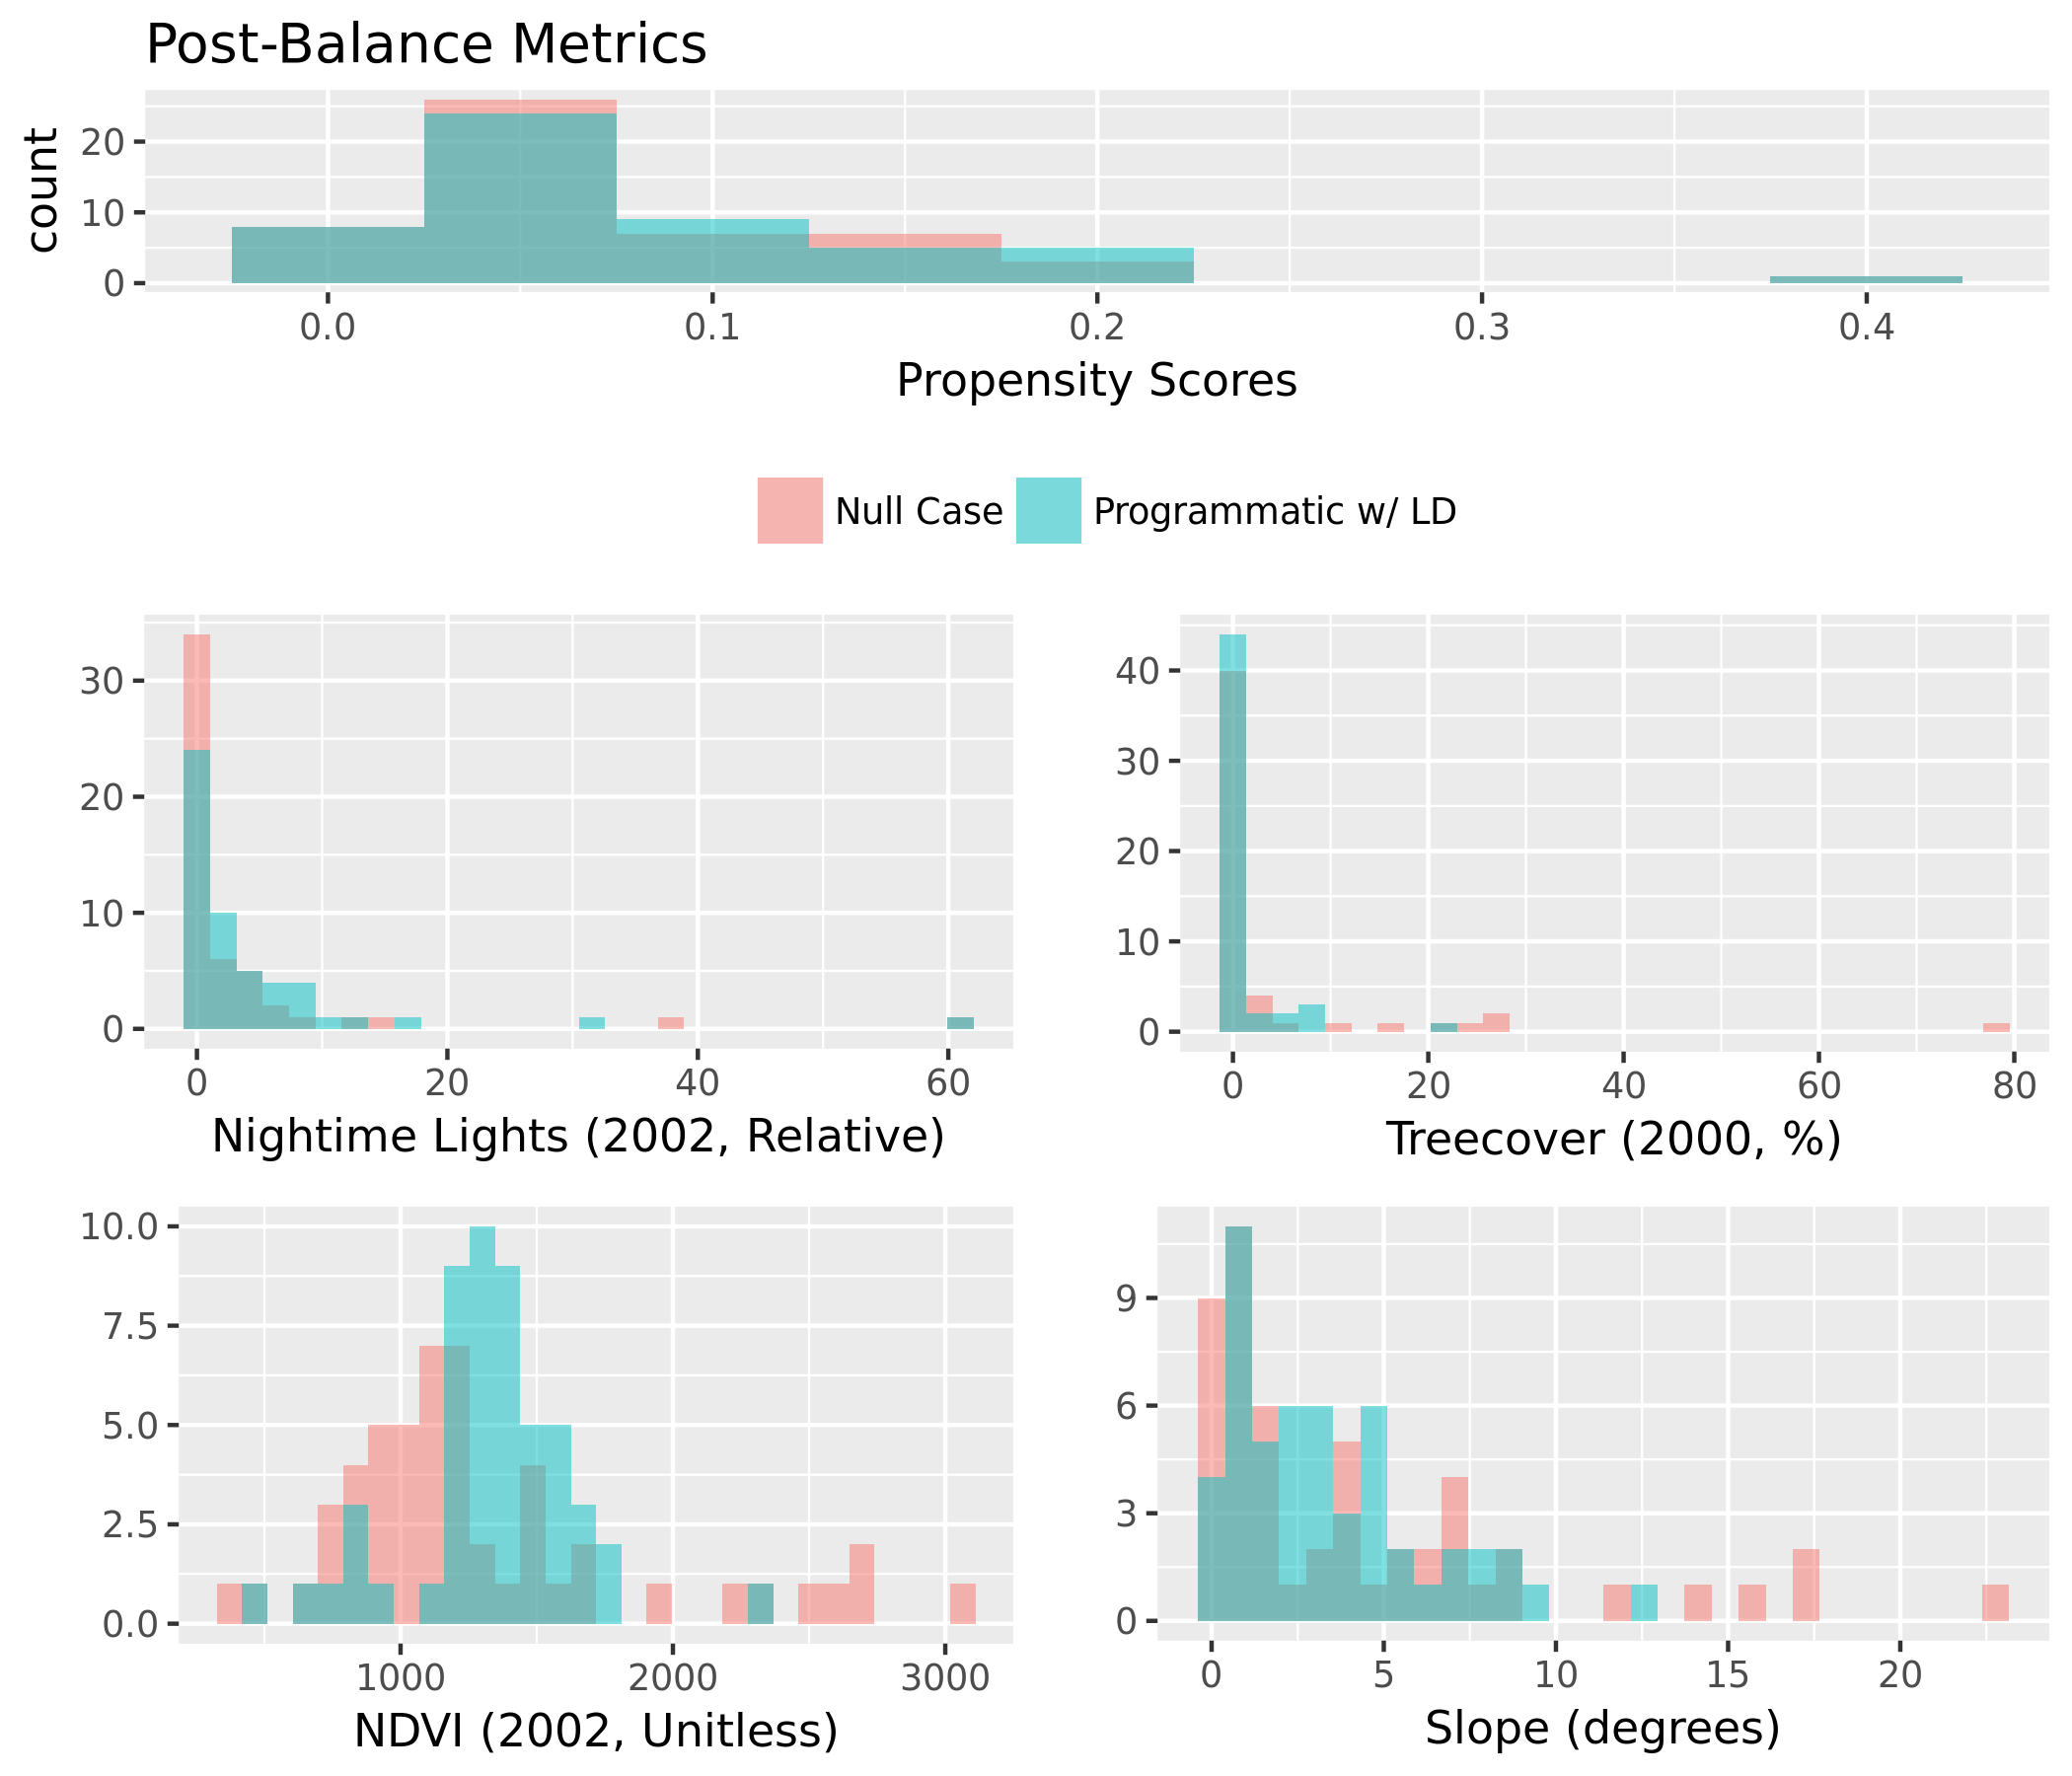 Post-Balance Metrics
count
20
10
0
0.0 0.1 0.2 0.3 0.4
Propensity Scores
Null Case Programmatic w/ LD
30
20
10
0
0 20 40 60
Nightime Lights (2002, Relative)
40
30
20
10
0
0 20 40 60 80
Treecover (2000, %)
10.0
7.5
5.0
2.5
0.0
1000 2000 3000
NDVI (2002, Unitless)
9
6
3
0
0 5 10 15 20
Slope (degrees)